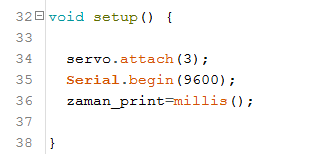 32 void setup() {
33
34 servo.attach(3);
35 Serial.begin(9600);
36 zaman_print=millis();
37
38 }